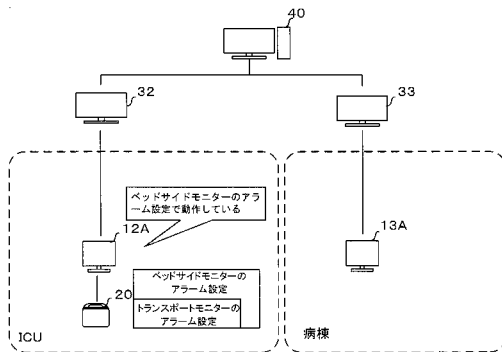 40
32
33
ベッドサイドモニターのアラ
ーム設定で動作している
12A
13A
ベッドサイドモニターの
アラーム設定
20
トランスポートモニターの
アラーム設定
ICU
病棟